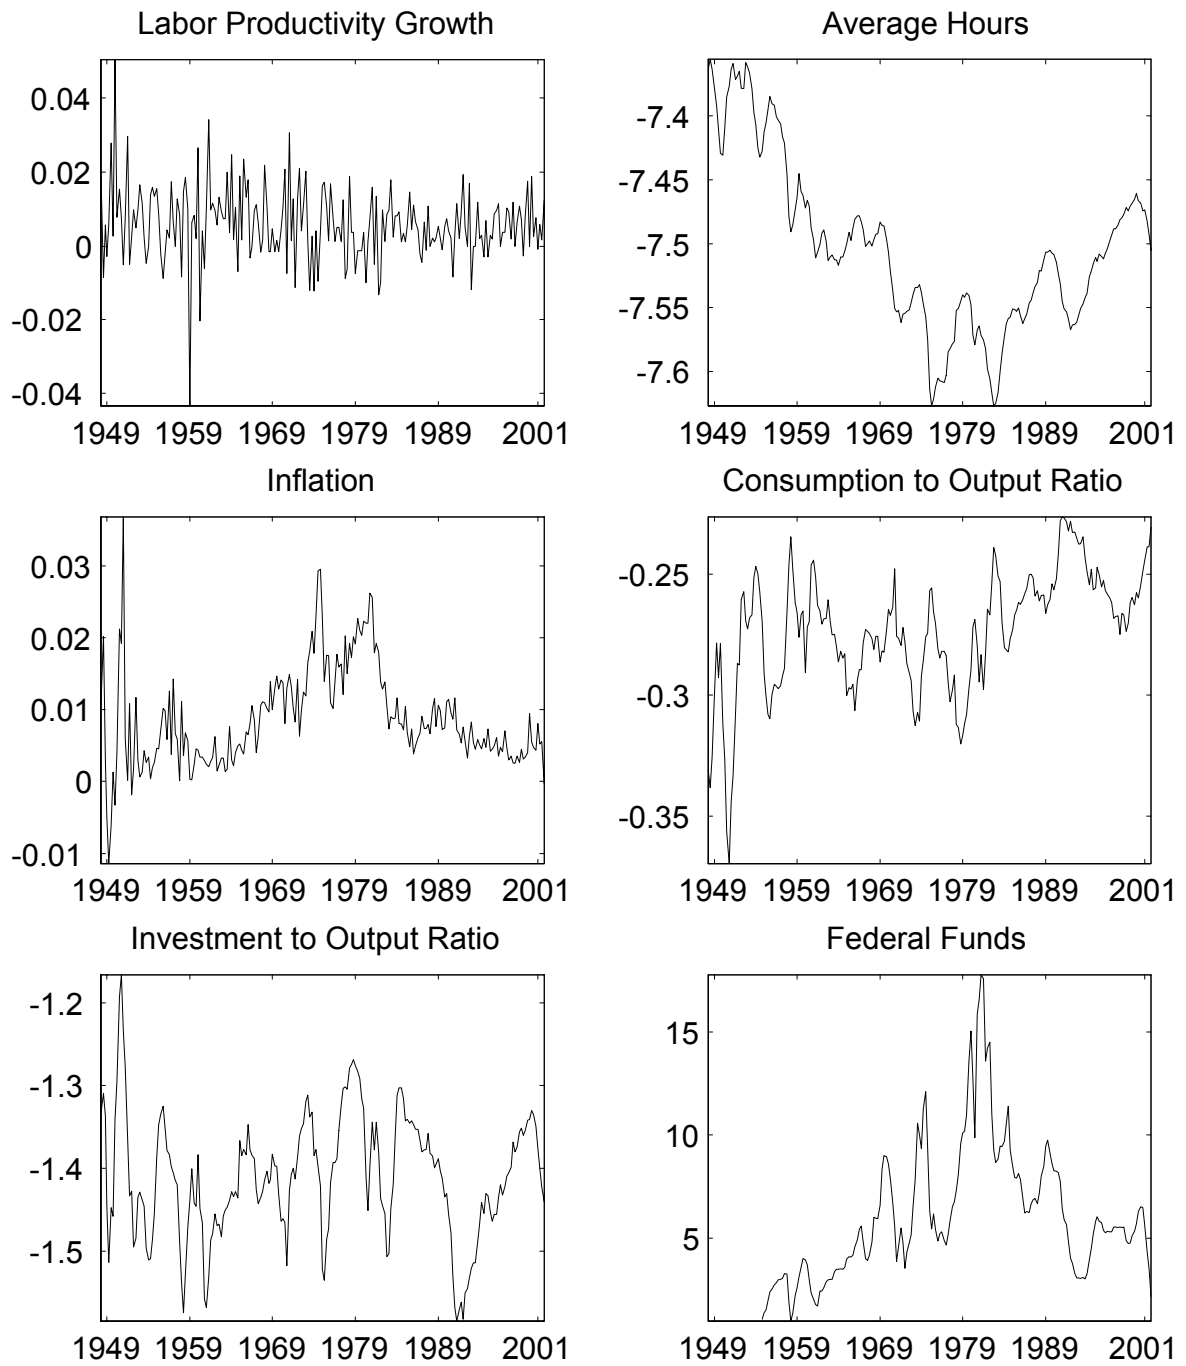 Labor Productivity Growth
0.04
0.02
0
-0.02
-0.04
1949 1959 1969 1979 1989 2001
Average Hours
-7.4
-7.45
-7.5
-7.55
-7.6
1949 1959 1969 1979 1989 2001
Inflation
0.03
0.02
0.01
0
-0.01
1949 1959 1969 1979 1989 2001
Consumption to Output Ratio
-0.25
-0.3
-0.35
1949 1959 1969 1979 1989 2001
Investment to Output Ratio
-1.2
-1.3
-1.4
-1.5
1949 1959 1969 1979 1989 2001
Federal Funds
15
10
5
1949 1959 1969 1979 1989 2001